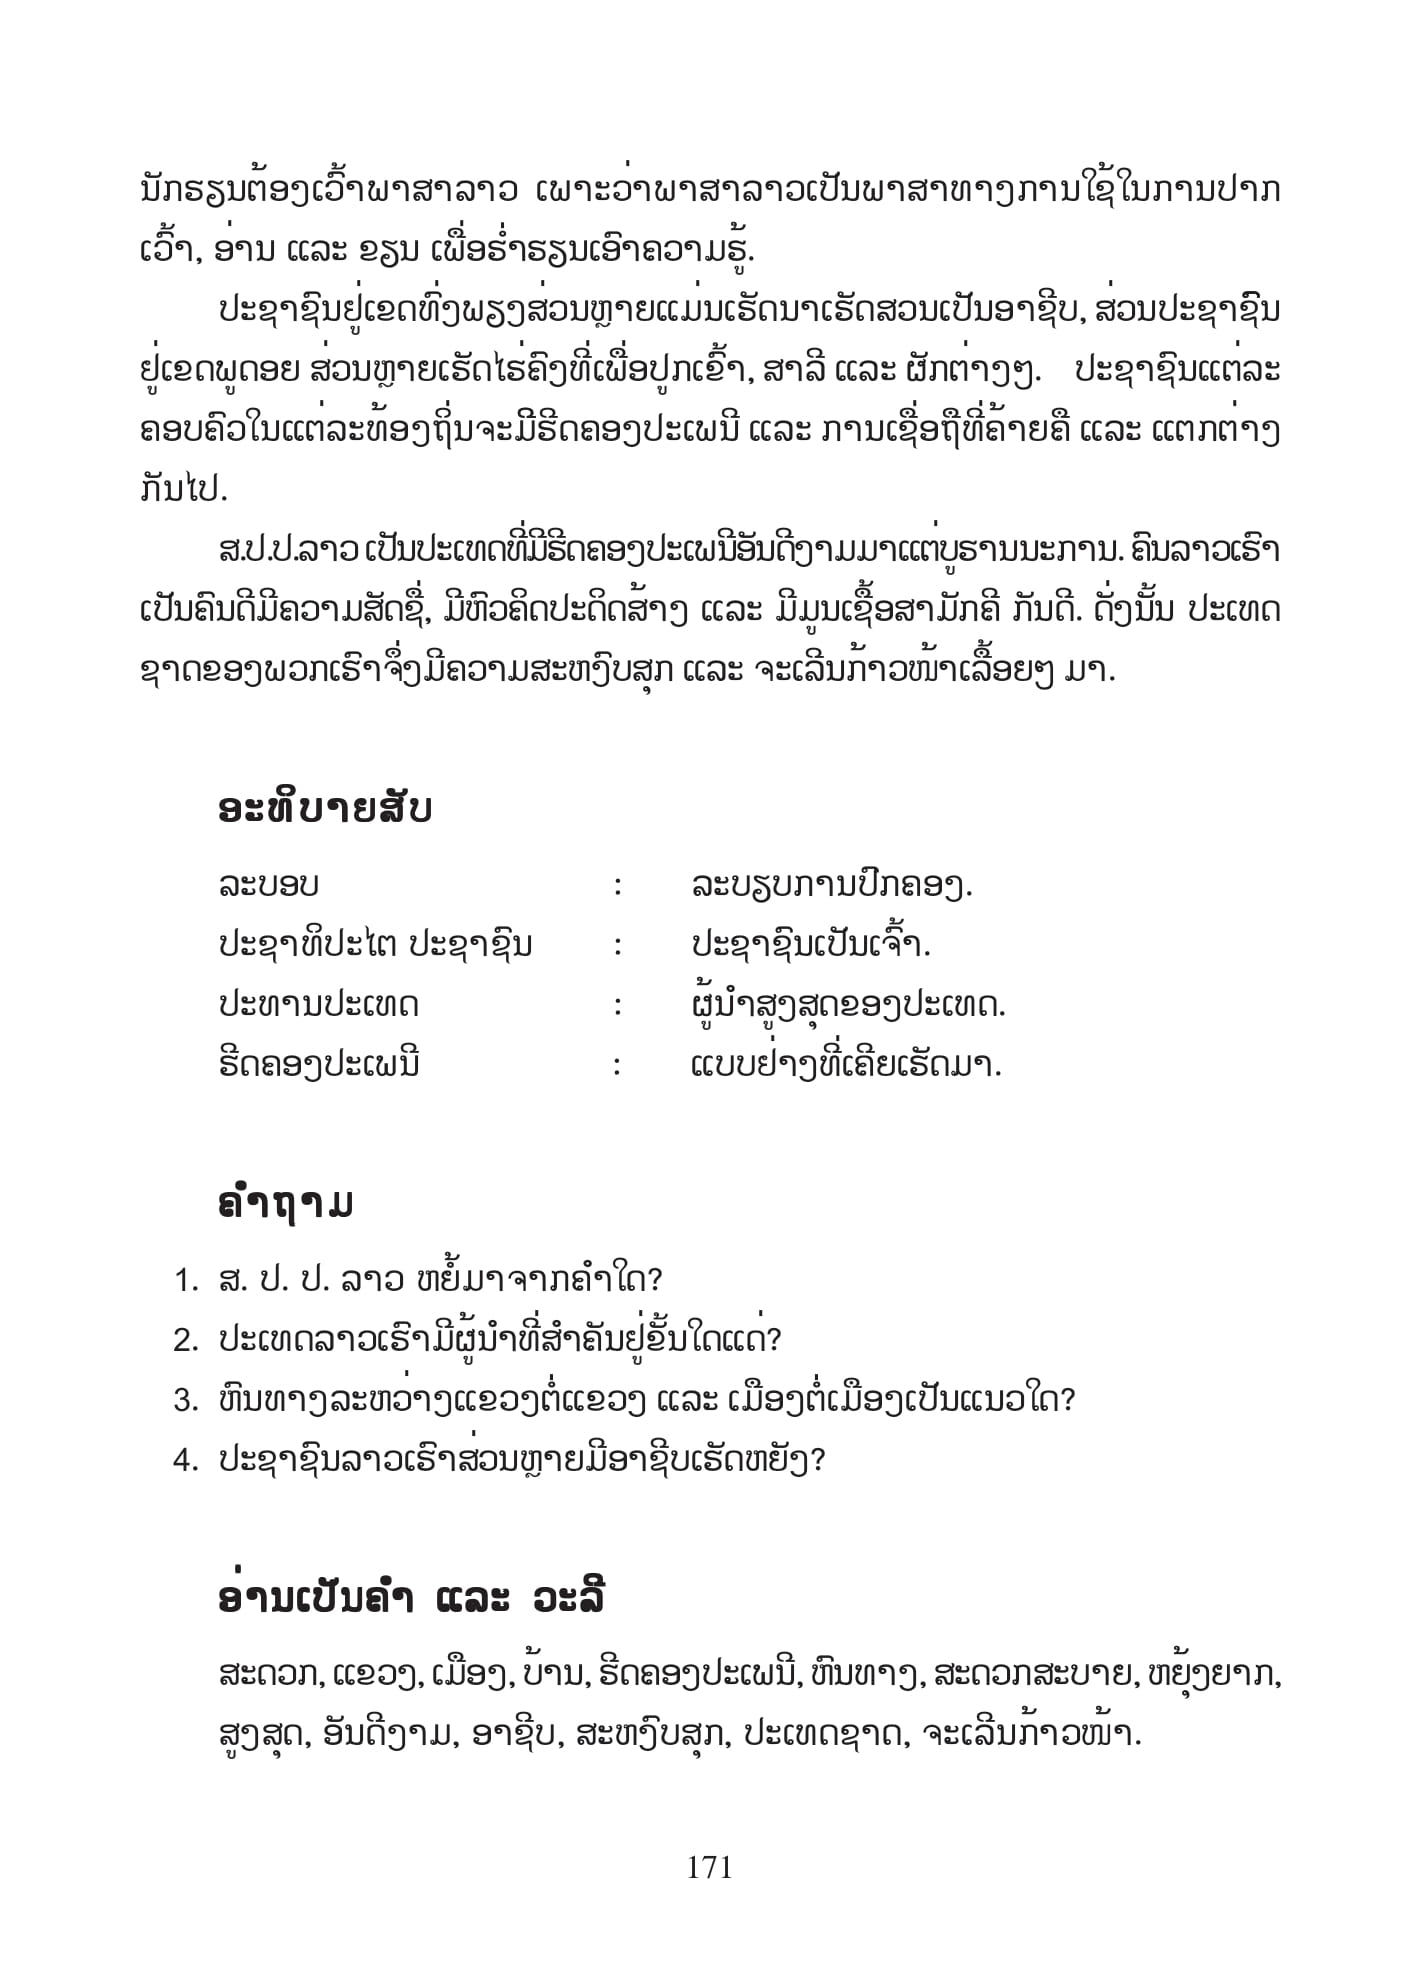 ນັກຮຽນຕ້ອງເວົ້າພາສາລາວ ເພາະວ່າພາສາລາວເປັນພາສາທາງການໃຊ້ໃນການປາກ
ເວົ້າ, ອ່ານ ແລະ ຂຽນ ເພື່ອຮ່ຳຮຽນເອົາຄວາມຮູ້.
ປະຊາຊົນຢູ່ເຂດທົ່ງພຽງສ່ວນຫຼາຍແມ່ນເຮັດນາເຮັດສວນເປັນອາຊີບ, ສ່ວນປະຊາຊົນ
ຢູ່ເຂດພູດອຍ ສ່ວນຫຼາຍເຮັດໄຮ່ຄົງທີ່ເພື່ອປູກເຂົ້າ, ສາລີ ແລະ ຜັກຕ່າງໆ. ປະຊາຊົນແຕ່ລະ
ຄອບຄົວໃນແຕ່ລະທ້ອງຖິ່ນຈະມີຮີດຄອງປະເພນີ ແລະ ການເຊື່ອຖືທີ່ຄ້າຍຄື ແລະ ແຕກຕ່າງ
ກັນໄປ.
ສ.ປ.ປ.ລາວ ເປັນປະເທດທີ່ມີຮີດຄອງປະເພນີອັນດີງາມມາແຕ່ບູຮານນະການ. ຄົນລາວເຮົາ
ເປັນຄົນດີມີຄວາມສັດຊື່, ມີຫົວຄິດປະດິດສ້າງ ແລະ ມີມູນເຊື້ອສາມັກຄີ ກັນດີ. ດັ່ງນັ້ນ ປະເທດ
ຊາດຂອງພວກເຮົາຈຶ່ງມີຄວາມສະຫງົບສຸກ ແລະ ຈະເລີນກ້າວໜ້າເລື້ອຍໆ ມາ.
ອະທິບາຍສັບ
ລະບອບ : ລະບຽບການປົກຄອງ.
ປະຊາທິປະໄຕ ປະຊາຊົນ : ປະຊາຊົນເປັນເຈົ້າ.
ປະທານປະເທດ : ຜູ້ນຳສູງສຸດຂອງປະເທດ.
ຮີດຄອງປະເພນີ : ແບບຢ່າງທີ່ເຄີຍເຮັດມາ.
ຄຳຖາມ
1. ສ. ປ. ປ. ລາວ ຫຍໍ້ມາຈາກຄຳໃດ?
2. ປະເທດລາວເຮົາມີຜູ້ນຳທີ່ສຳຄັນຢູ່ຂັ້ນໃດແດ່?
3. ຫົນທາງລະຫວ່າງແຂວງຕໍ່ແຂວງ ແລະ ເມືອງຕໍ່ເມືອງເປັນແນວໃດ?
4. ປະຊາຊົນລາວເຮົາສ່ວນຫຼາຍມີອາຊີບເຮັດຫຍັງ?
ອ່ານເປັນຄຳ ແລະ ວະລີ
ສະດວກ, ແຂວງ, ເມືອງ, ບ້ານ, ຮີດຄອງປະເພນີ, ຫົນທາງ, ສະດວກສະບາຍ, ຫຍຸ້ງຍາກ,
ສູງສຸດ, ອັນດີງາມ, ອາຊີບ, ສະຫງົບສຸກ, ປະເທດຊາດ, ຈະເລີນກ້າວໜ້າ.
171